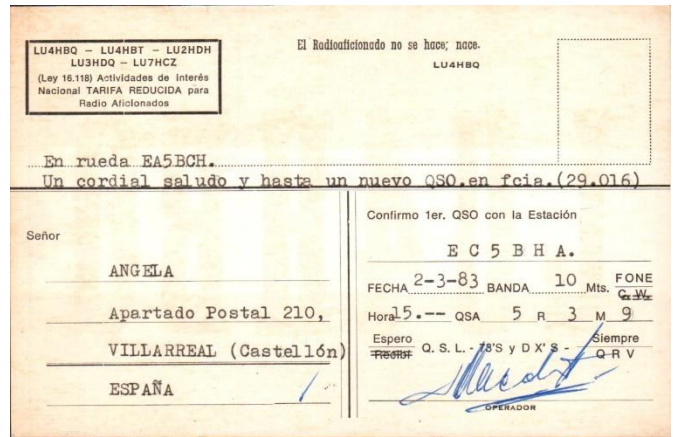 LU4HBQ – LU4HBT – LU2HDH
LU3HDQ – LU7HCZ
(Ley 16.118) Actividades de interés
Nacional TARIFA REDUCIDA para
Radio Aficionados
El Radioaficionado no se hace; nace.
LU4HBQ
En rueda EA5BCH.
Un cordial saludo y hasta un nuevo QSO.en fcia.(29.016)
Señor
ANGELA
Apartado Postal 210,
VILLARREAL (Castellón)
ESPAÑA
Confirmo 1er. QSO con la Estación
E C 5 B H A.
FECHA 2-3-83 BANDA 10 Mts. FONE
C. W.
Hora 15.-- QSA 5 R 3 M 9
Espero Q. S. L. - 73'S y D X' S - Siempre
Recibí Q R V
OPERADOR